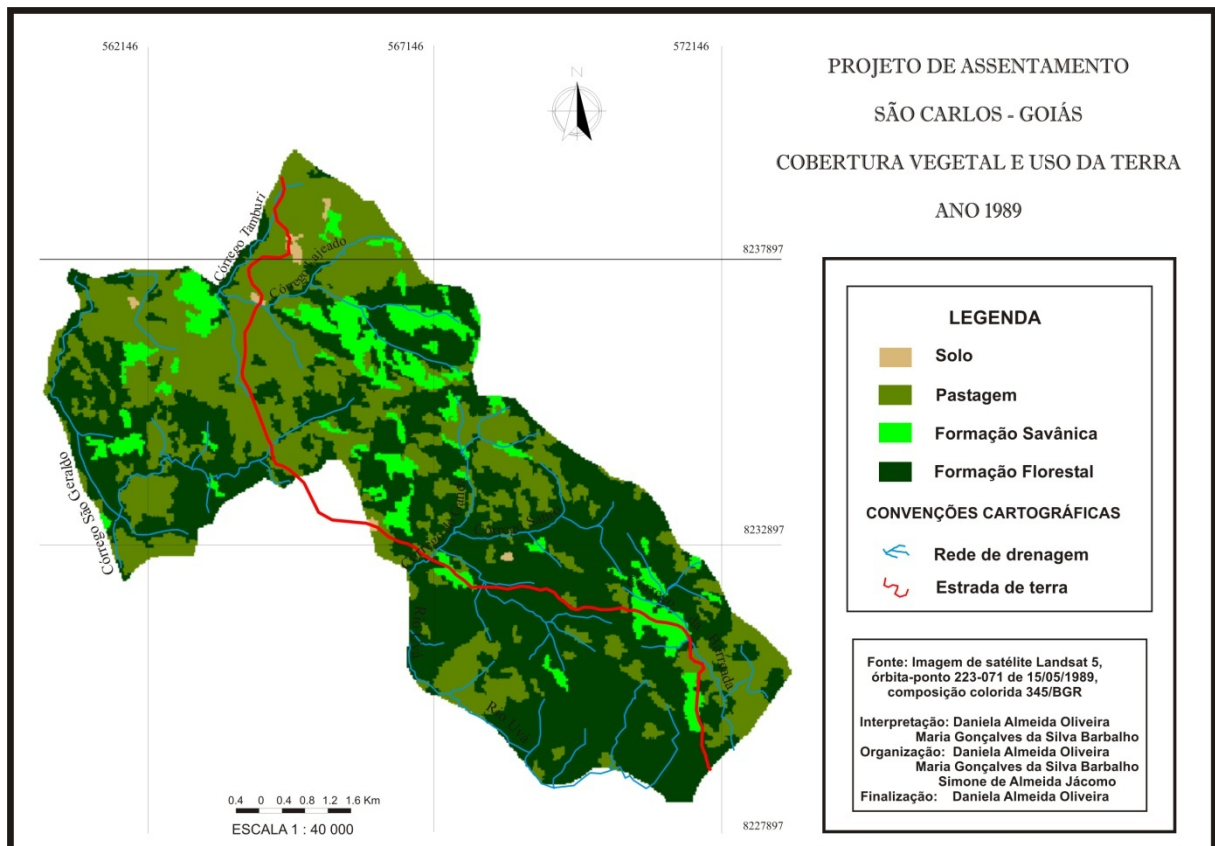 562146
567146
572146
N
PROJETO DE ASSENTAMENTO
SÃO CARLOS - GOIÁS
COBERTURA VEGETAL E USO DA TERRA
ANO 1989
8237897
8232897
8227897
Córrego Tamburi
Córrego Lajeado
Córrego São Geraldo
Córrego
Rio Uva
LEGENDA
Solo
Pastagem
Formação Savânica
Formação Florestal
CONVENÇÕES CARTOGRÁFICAS
Rede de drenagem
Estrada de terra
Fonte: Imagem de satélite Landsat 5,
órbita-ponto 223-071 de 15/05/1989,
composição colorida 345/BGR
Interpretação: Daniela Almeida Oliveira
Maria Gonçalves da Silva Barbalho
Organização: Daniela Almeida Oliveira
Maria Gonçalves da Silva Barbalho
Simone de Almeida Jácomo
Finalização: Daniela Almeida Oliveira
0.4 0 0.4 0.8 1.2 1.6 Km
ESCALA 1 : 40 000